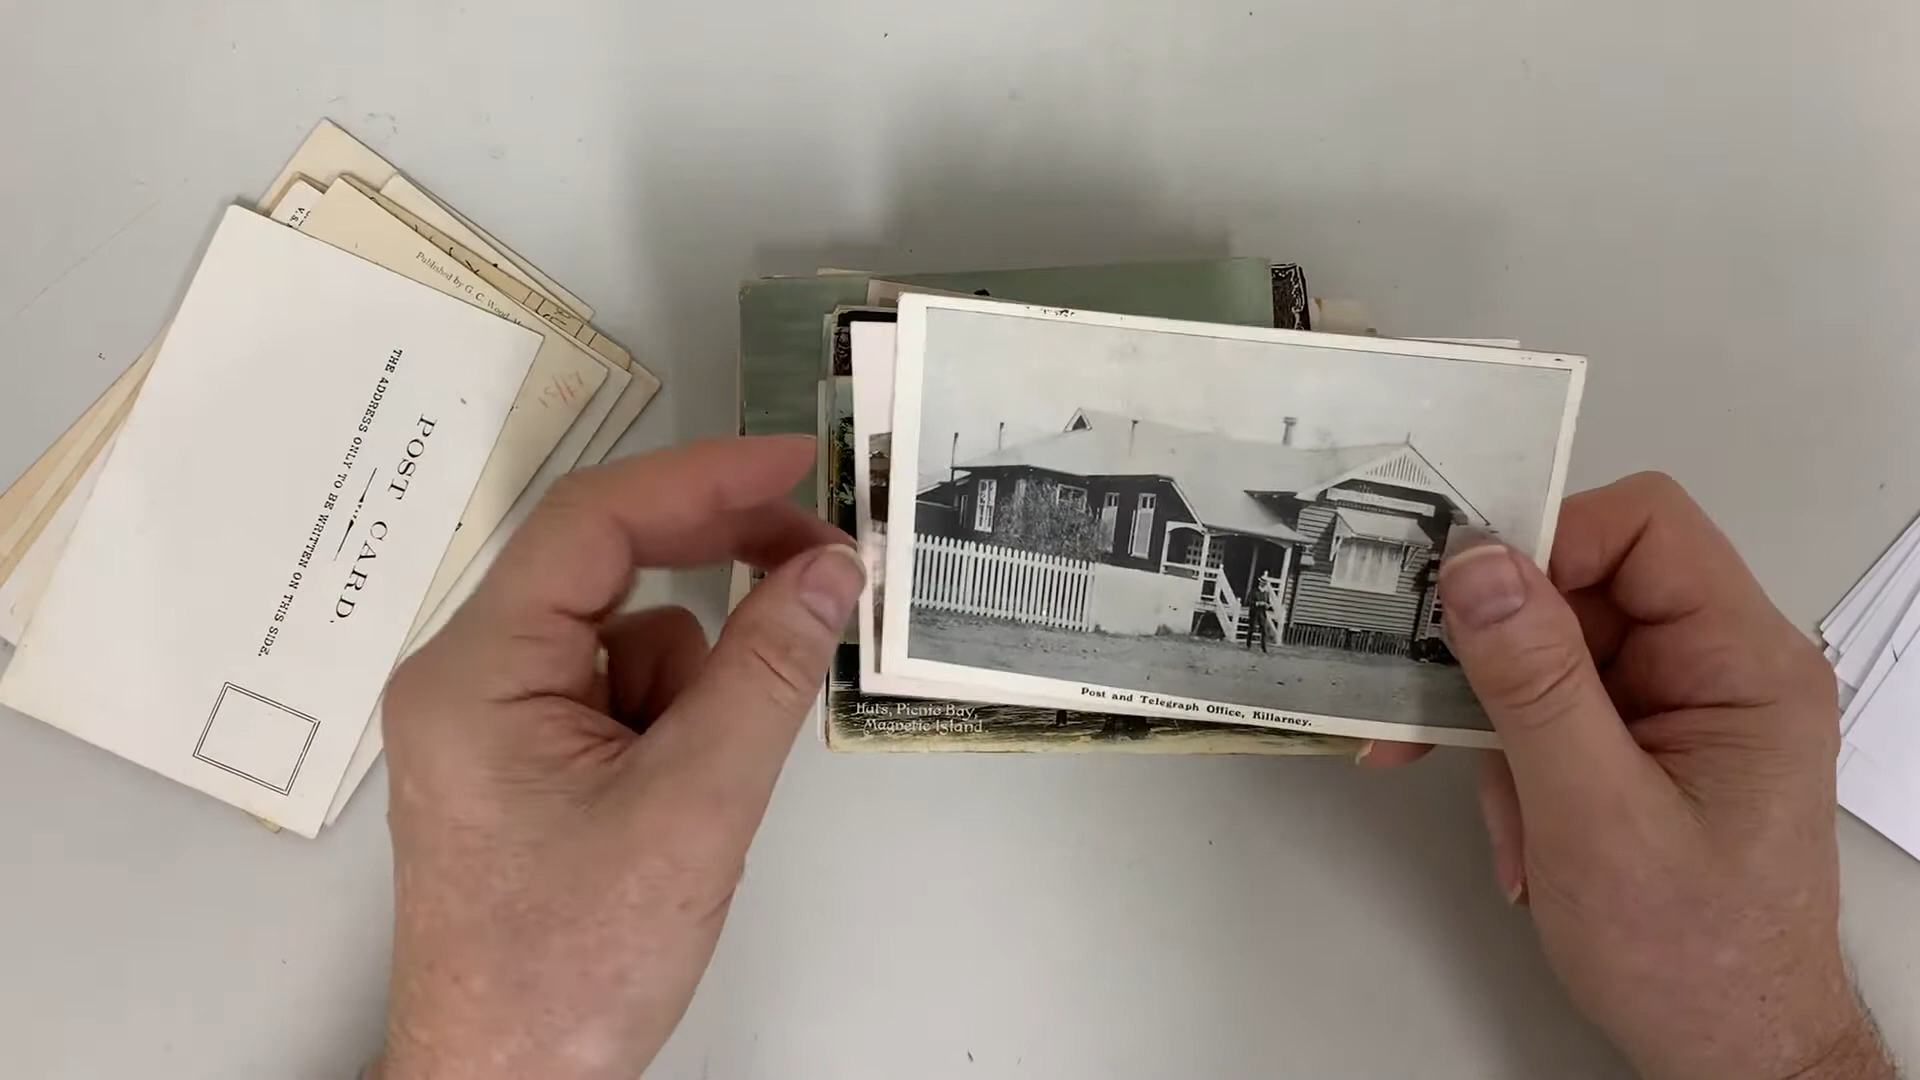 Published by G. C. Wood
POST CARD.
THE ADDRESS ONLY TO BE WRITTEN ON THIS SIDE.
Post and Telegraph Office, Killarney.
Huts, Picnic Bay,
Magnetic Island.